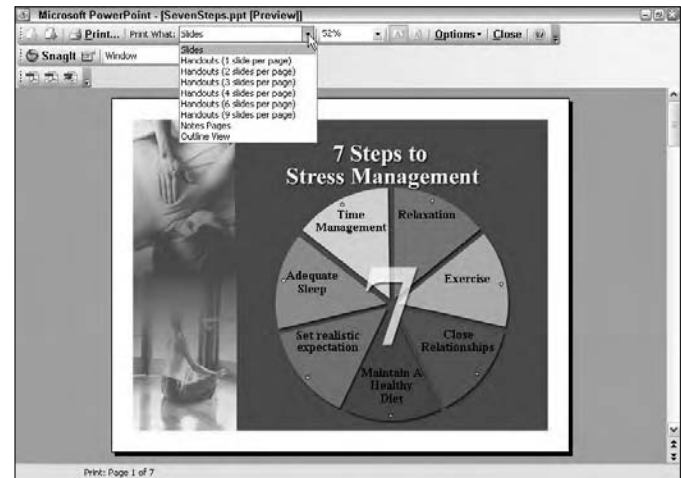 Microsoft PowerPoint - [SevenSteps.ppt [Preview]]
Print... Print What: Slides 52% Options Close
SnagIt Window
Slides
Handouts (1 slide per page)
Handouts (2 slides per page)
Handouts (3 slides per page)
Handouts (4 slides per page)
Handouts (6 slides per page)
Handouts (9 slides per page)
Notes Pages
Outline View
7 Steps to
Stress Management
Time
Management
Relaxation
Adequate
Sleep
Exercise
7
Set realistic
expectation
Close
Relationships
Maintain A
Healthy
Diet
Print: Page 1 of 7